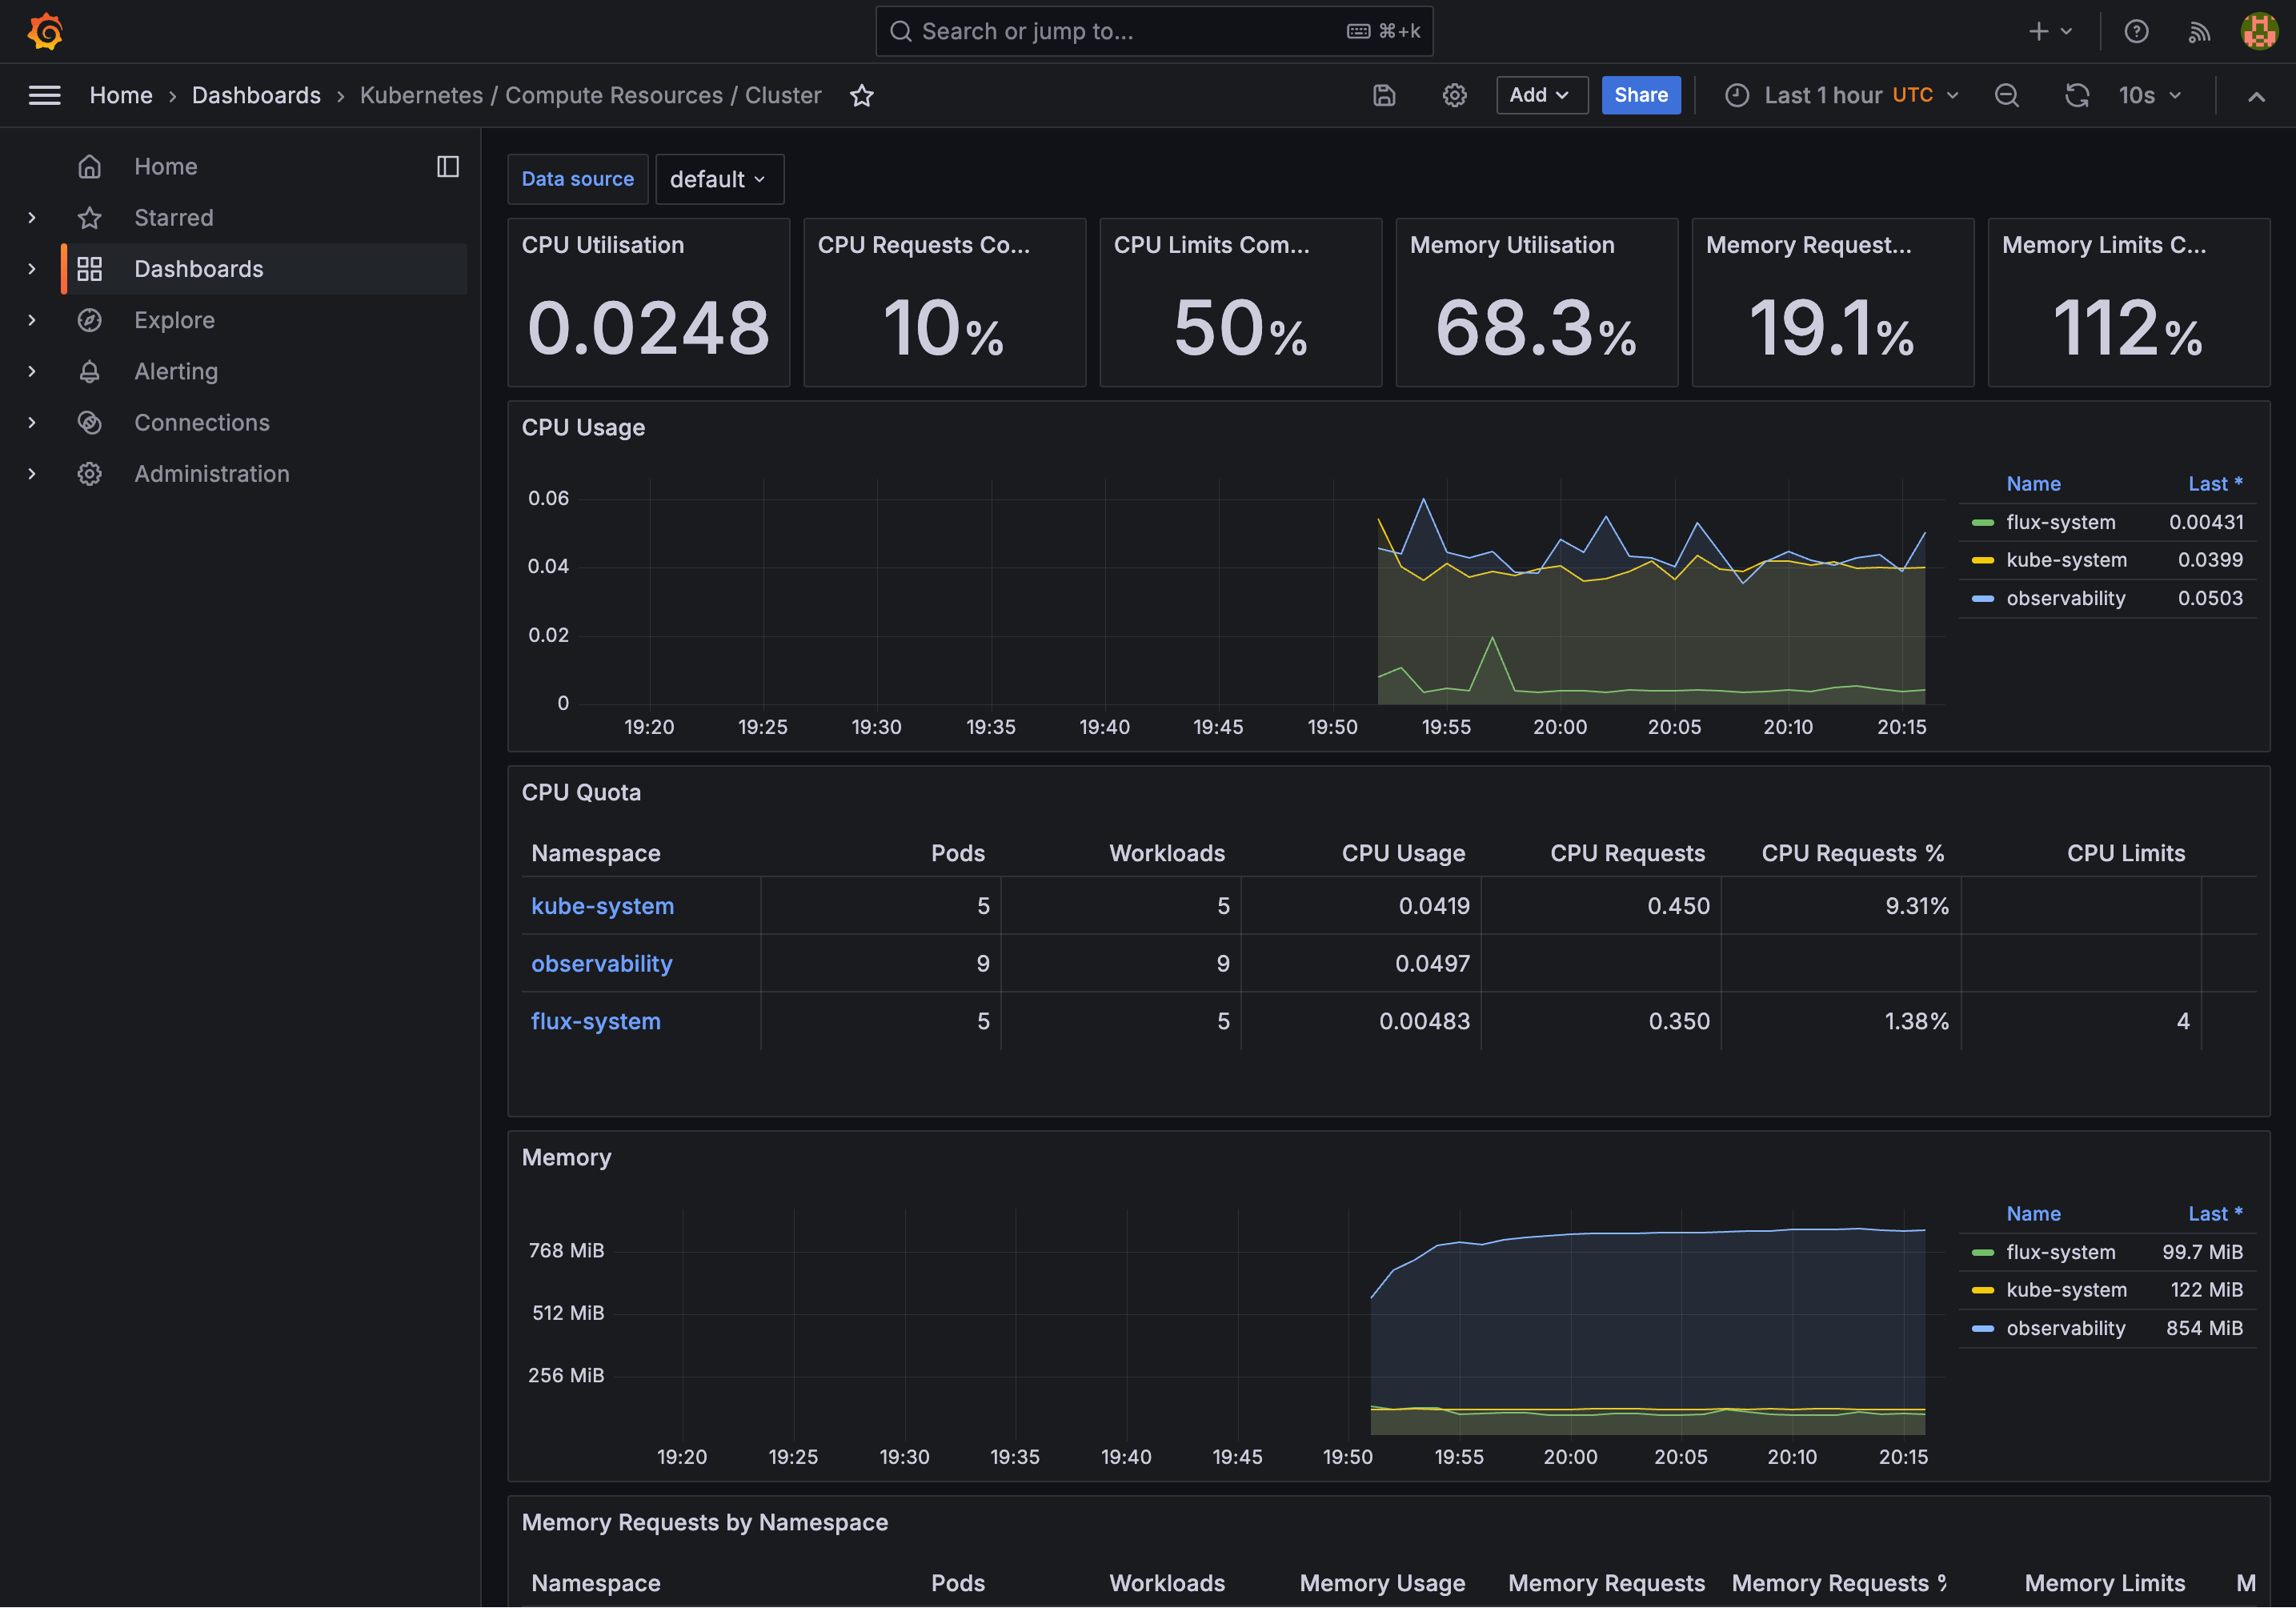 Search or jump to... ⌘+k
Home › Dashboards › Kubernetes / Compute Resources / Cluster Add Share Last 1 hour UTC 10s
Home
Starred
Dashboards
Explore
Alerting
Connections
Administration
Data source default
CPU Utilisation CPU Requests Co... CPU Limits Com... Memory Utilisation Memory Request... Memory Limits C...
0.0248 10% 50% 68.3% 19.1% 112%
CPU Usage
Name Last *
flux-system 0.00431
kube-system 0.0399
observability 0.0503
0.06
0.04
0.02
0
19:20 19:25 19:30 19:35 19:40 19:45 19:50 19:55 20:00 20:05 20:10 20:15
CPU Quota
Namespace Pods Workloads CPU Usage CPU Requests CPU Requests % CPU Limits
kube-system 5 5 0.0419 0.450 9.31%
observability 9 9 0.0497
flux-system 5 5 0.00483 0.350 1.38% 4
Memory
Name Last *
flux-system 99.7 MiB
kube-system 122 MiB
observability 854 MiB
768 MiB
512 MiB
256 MiB
19:20 19:25 19:30 19:35 19:40 19:45 19:50 19:55 20:00 20:05 20:10 20:15
Memory Requests by Namespace
Namespace Pods Workloads Memory Usage Memory Requests Memory Requests % Memory Limits M